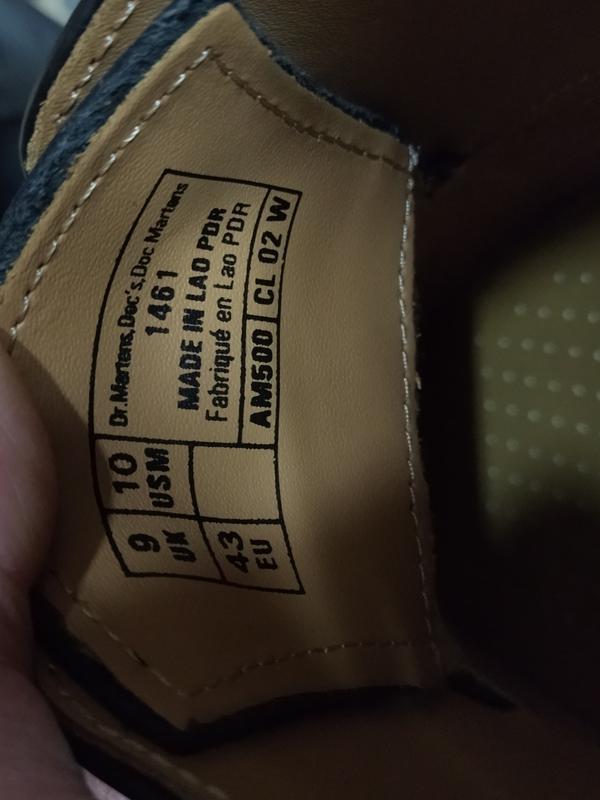 Dr.Martens,Doc's,Doc Martens
1461
MADE IN LAO PDR
Fabriqué en Lao PDR
AM500 CL 02 W
10
USM
9
UK
43
EU